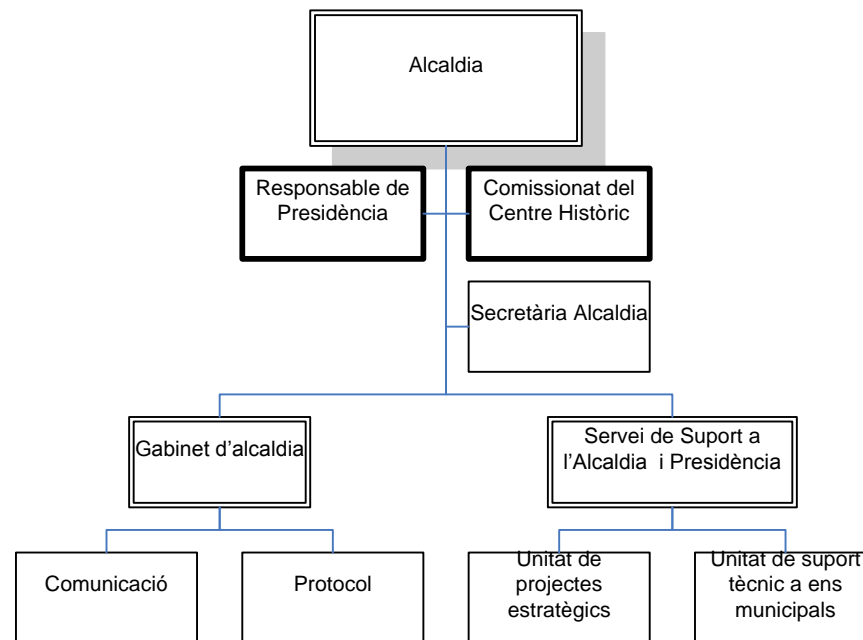 Alcaldia
Responsable de
Presidència
Comissionat del
Centre Històric
Secretària Alcaldia
Gabinet d'alcaldia
Servei de Suport a
l'Alcaldia i Presidència
Comunicació
Protocol
Unitat de
projectes
estratègics
Unitat de suport
tècnic a ens
municipals